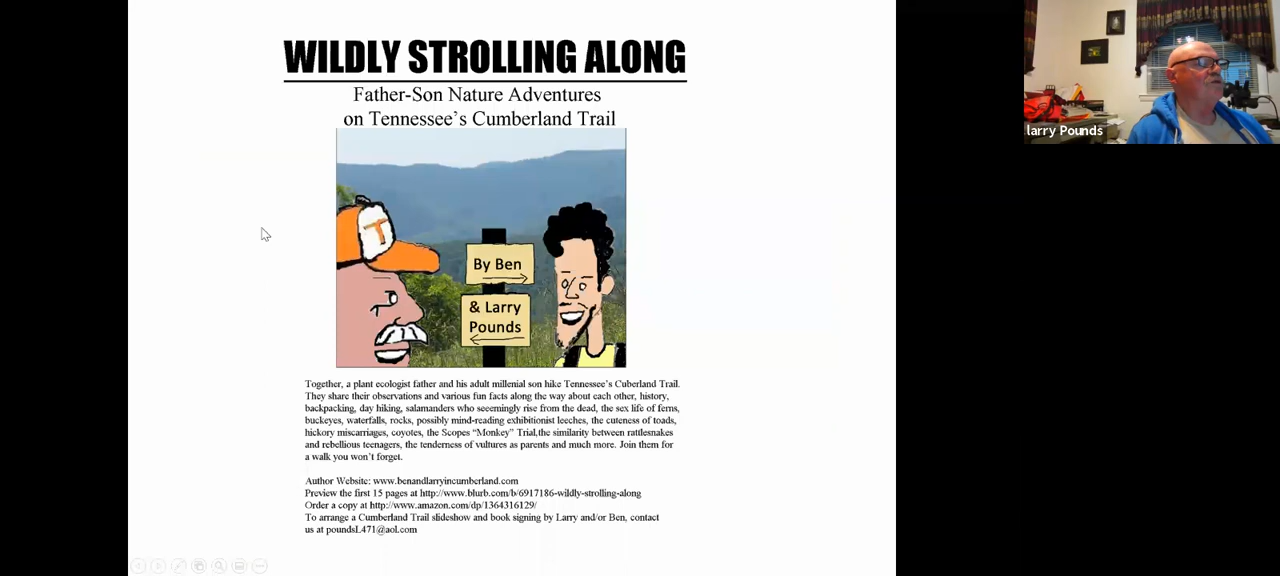 WILDLY STROLLING ALONG
Father-Son Nature Adventures
on Tennessee's Cumberland Trail
T
By Ben
& Larry
Pounds
Together, a plant ecologist father and his adult millenial son hike Tennessee's Cuberland Trail.
They share their observations and various fun facts along the way about each other, history,
backpacking, day hiking, salamanders who seeemingly rise from the dead, the sex life of ferns,
buckeyes, waterfalls, rocks, possibly mind-reading exhibitionist leeches, the cuteness of toads,
hickory miscarriages, coyotes, the Scopes "Monkey" Trial,the similarity between rattlesnakes
and rebellious teenagers, the tenderness of vultures as parents and much more. Join them for
a walk you won't forget.
Author Website: www.benandlarryincumberland.com
Preview the first 15 pages at http://www.blurb.com/b/6917186-wildly-strolling-along
Order a copy at http://www.amazon.com/dp/1364316129/
To arrange a Cumberland Trail slideshow and book signing by Larry and/or Ben, contact
us at poundsL471@aol.com
larry Pounds